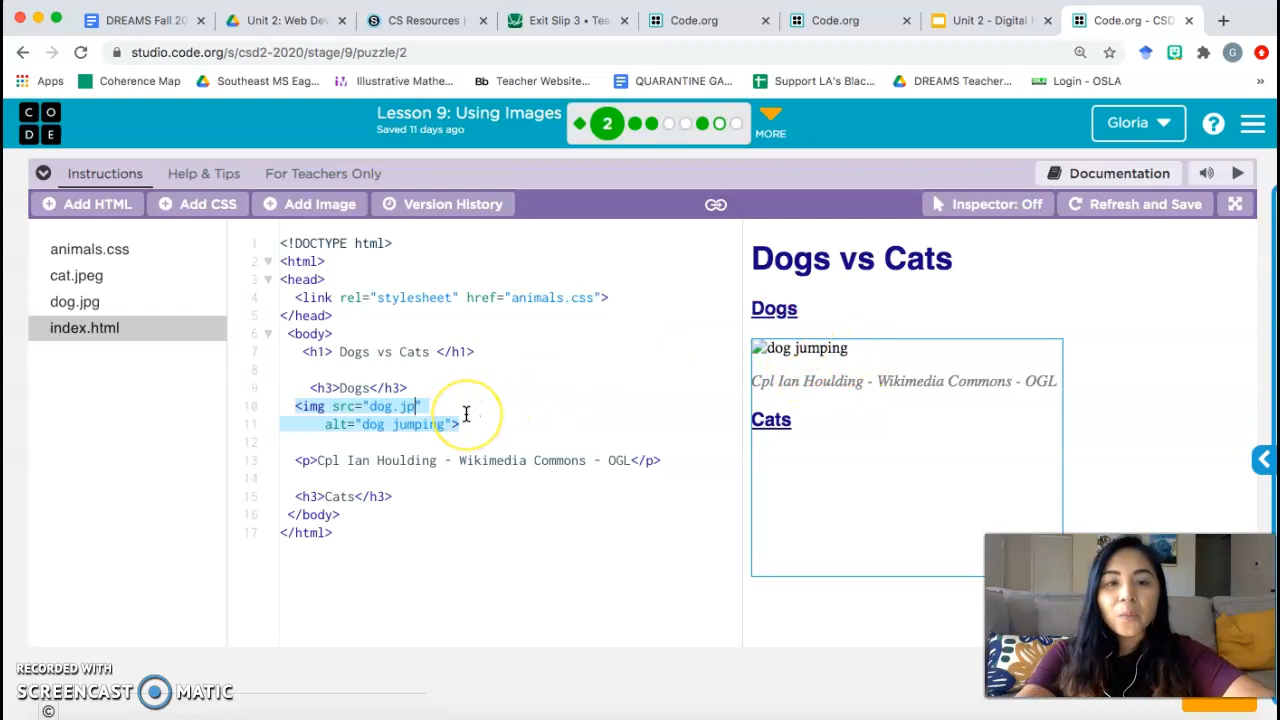 DREAMS Fall 20
Unit 2: Web Dev
CS Resources |
Exit Slip 3 • Tea
Code.org
Code.org
Unit 2 - Digital
Code.org - CSD
studio.code.org/s/csd2-2020/stage/9/puzzle/2
G
Apps
Coherence Map
Southeast MS Eag...
Illustrative Mathe...
Bb Teacher Website...
QUARANTINE GA...
Support LA's Blac...
DREAMS Teacher...
Login - OSLA
»
C O
D E
Lesson 9: Using Images
Saved 11 days ago
2
MORE
Gloria
?
Instructions
Help & Tips
For Teachers Only
Documentation
Add HTML
Add CSS
Add Image
Version History
Inspector: Off
Refresh and Save
animals.css
cat.jpeg
dog.jpg
index.html
1 <!DOCTYPE html>
2 <html>
3 <head>
4 <link rel="stylesheet" href="animals.css">
5 </head>
6 <body>
7 <h1> Dogs vs Cats </h1>
8
9 <h3>Dogs</h3>
10 <img src="dog.jp"
11 alt="dog jumping">
12
13 <p>Cpl Ian Houlding - Wikimedia Commons - OGL</p>
14
15 <h3>Cats</h3>
16 </body>
17 </html>
Dogs vs Cats
Dogs
dog jumping
Cpl Ian Houlding - Wikimedia Commons - OGL
Cats
RECORDED WITH
SCREENCAST MATIC
©